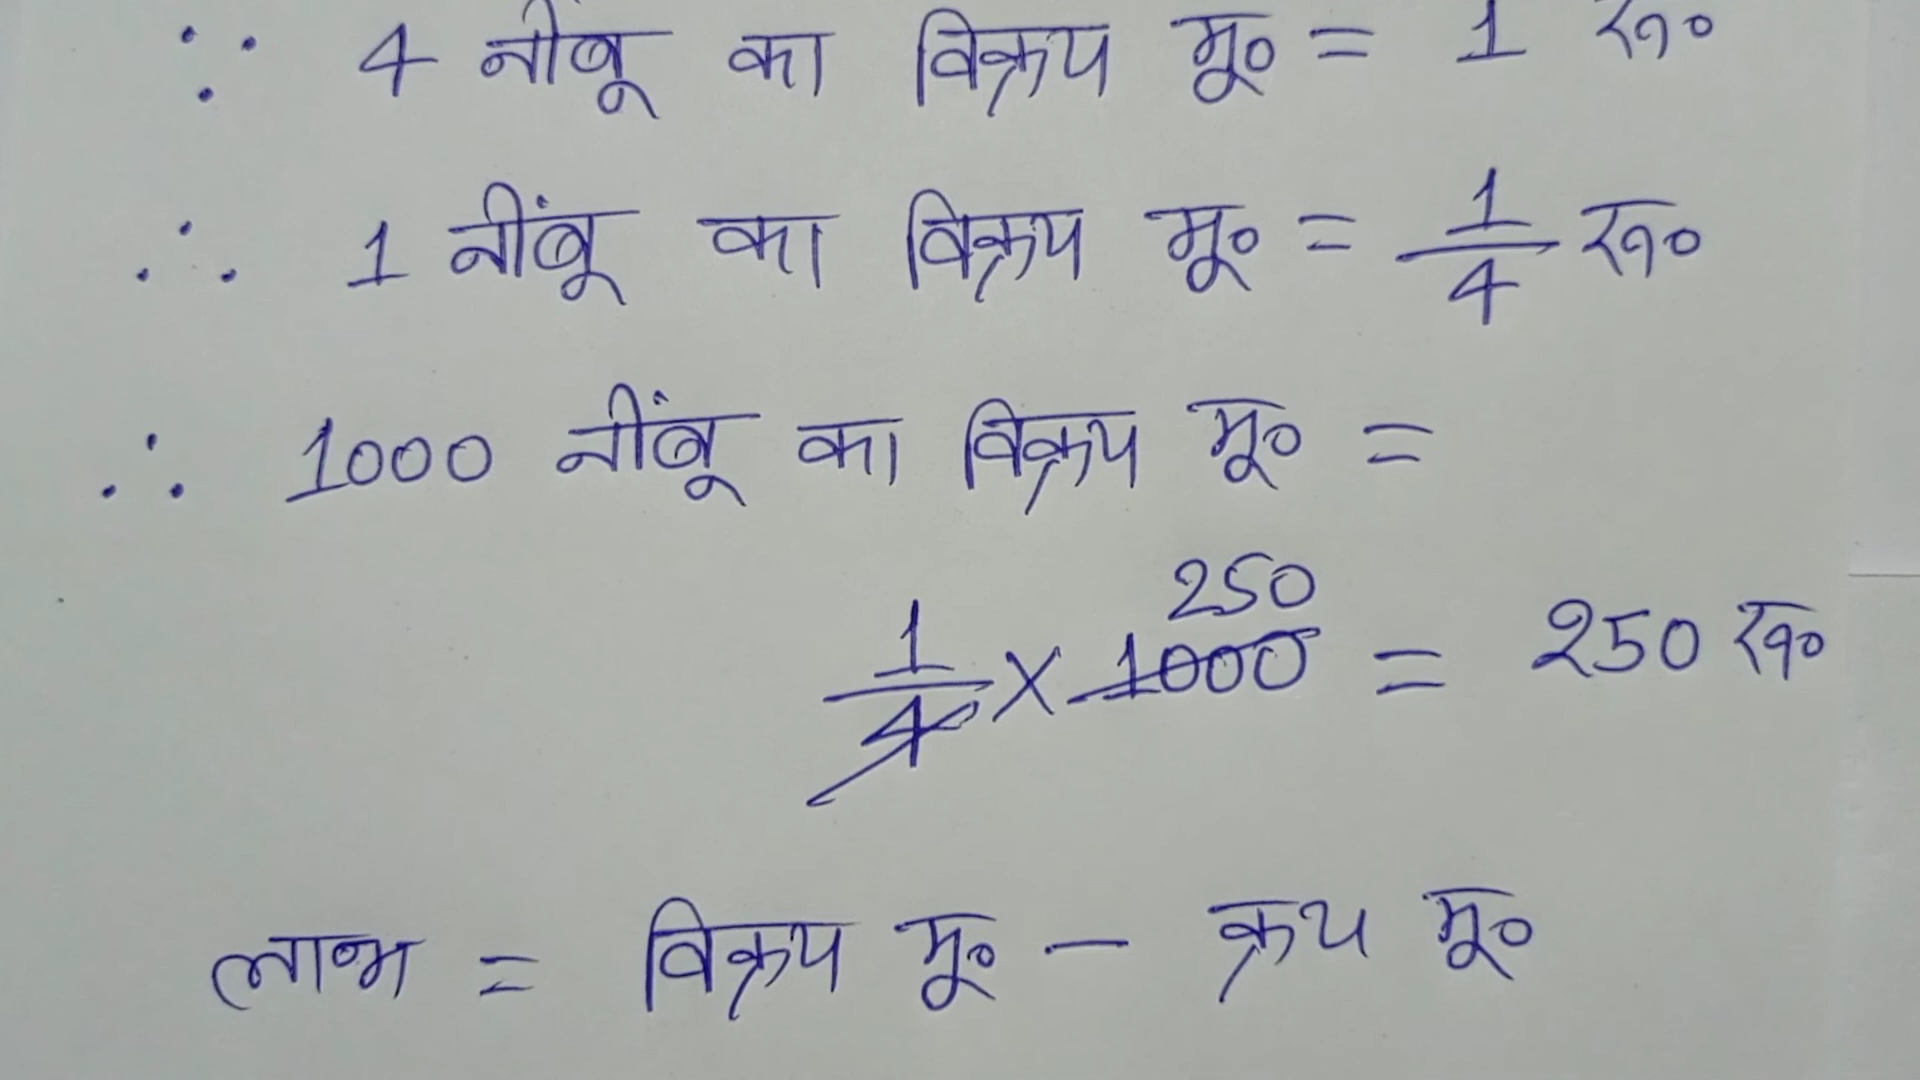 ∵ 4 नीबू का विक्रय मू० = 1 रू०
∴ 1 नींबू का विक्रय मू० = 1/4 रू०
∴ 1000 नींबू का विक्रय मू० =
250
1/4 × 1000 = 250 रू०
लाभ = विक्रय मू० − क्रय मू०